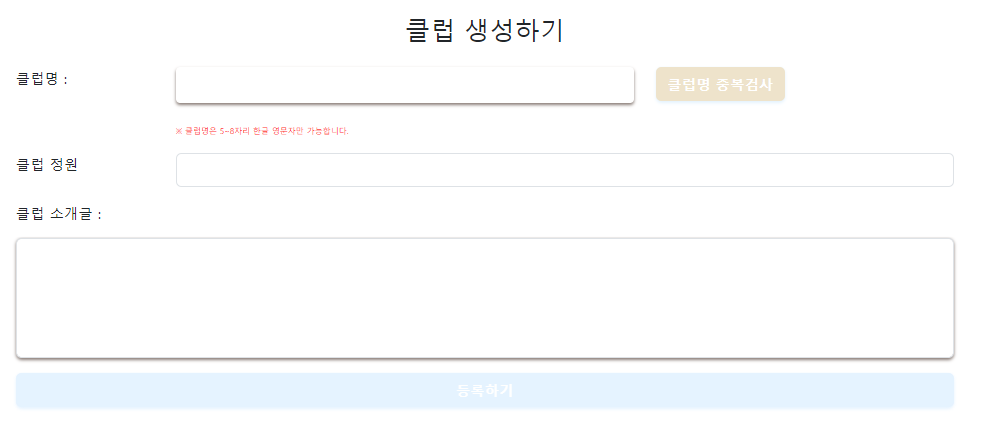 클럽 생성하기
클럽명 :
클럽명 중복검사
※ 클럽명은 5~8자리 한글 영문자만 가능합니다.
클럽 정원
클럽 소개글 :
등록하기